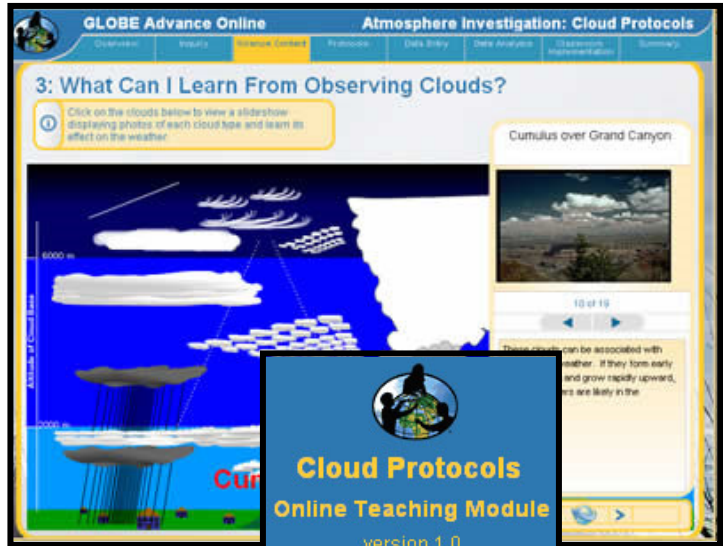 GLOBE Advance Online
Atmosphere Investigation: Cloud Protocols
Overview Inquiry Science Content Protocols Data Entry Data Analysis Classroom Implementation Summary
3: What Can I Learn From Observing Clouds?
Click on the clouds below to view a slideshow
displaying photos of each cloud type and learn its
effect on the weather.
Cumulus over Grand Canyon
6000 m
10 of 19
Altitude of Cloud Base
These clouds can be associated with
weather. If they form early
and grow rapidly upward,
are likely in the
2000 m
Cloud Protocols
Online Teaching Module
version 1.0